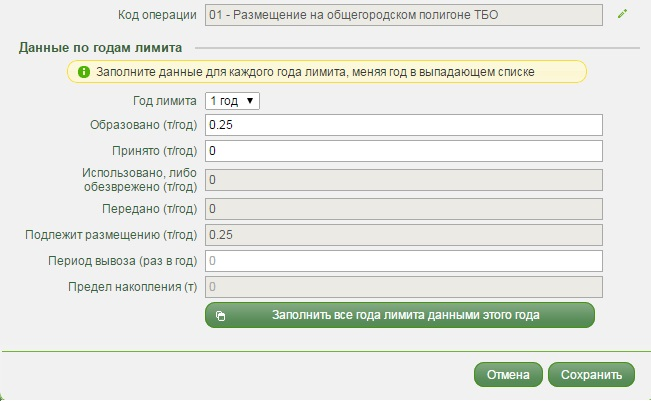 Код операции 01 - Размещение на общегородском полигоне ТБО
Данные по годам лимита
Заполните данные для каждого года лимита, меняя год в выпадающем списке
Год лимита 1 год
Образовано (т/год) 0.25
Принято (т/год) 0
Использовано, либо
обезврежено (т/год) 0
Передано (т/год) 0
Подлежит размещению (т/год) 0.25
Период вывоза (раз в год) 0
Предел накопления (т) 0
Заполнить все года лимита данными этого года
Отмена Сохранить